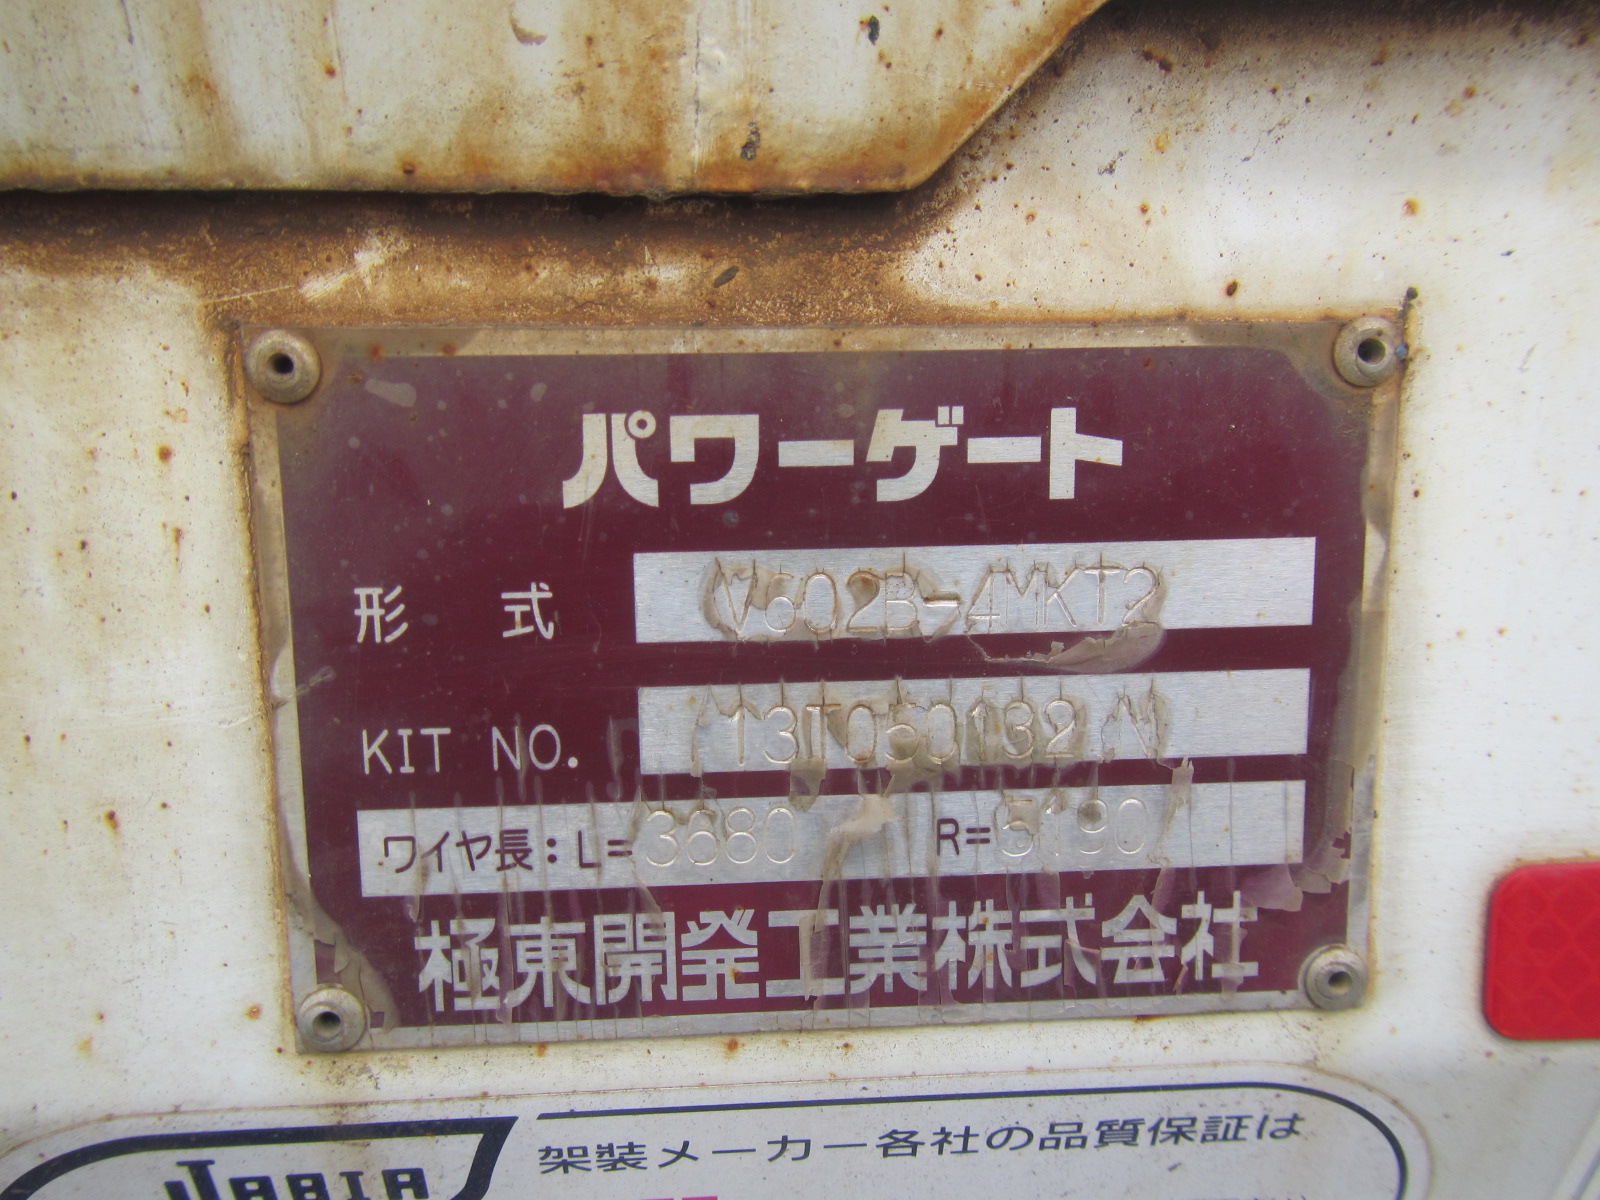 パワーゲート
形 式 V602B-4MKT2
KIT NO. 13T050132 N
ワイヤ長:L=3680 R=5190
極東開発工業株式会社
架装メーカー各社の品質保証は
JABIA